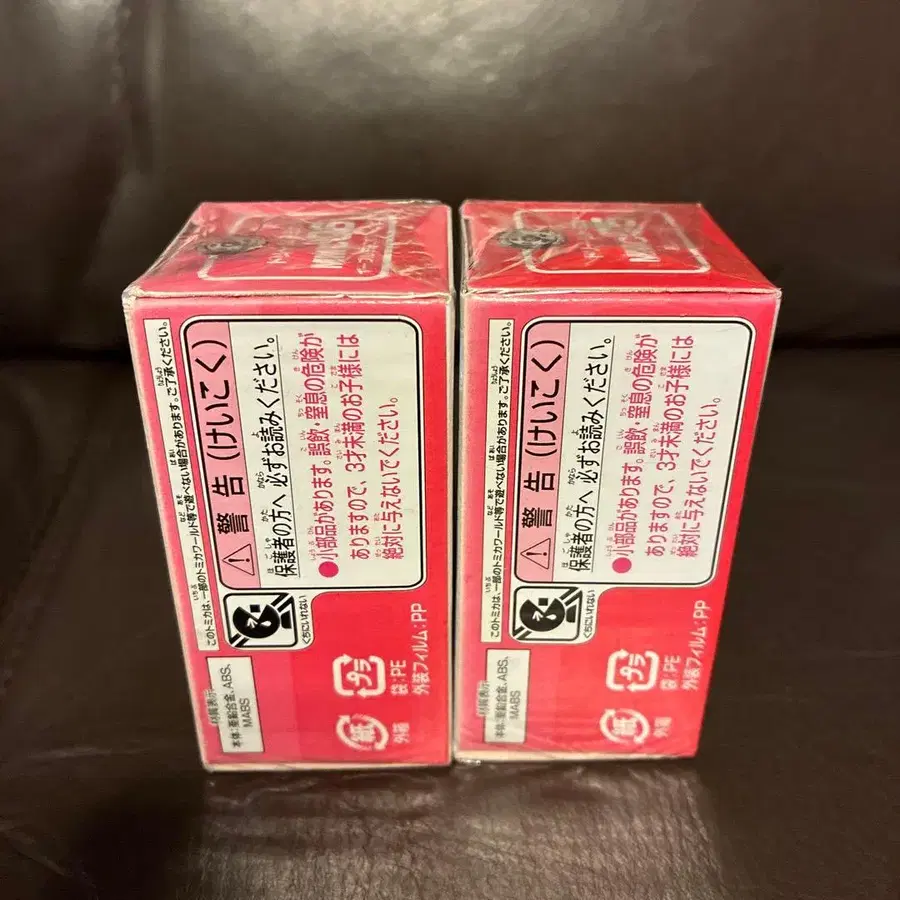 このトミカは、一部のトミカワールド等で遊べない場合があります。ご了承ください。
警告(けいこく)
保護者の方へ 必ずお読みください。
●小部品があります。誤飲・窒息の危険が
ありますので、3才未満のお子様には
絶対に与えないでください。
くちにいれない
材質表示
本体:亜鉛合金、ABS、
MABS
プラ
袋:PE
外装フィルム:PP
紙
外箱
このトミカは、一部のトミカワールド等で遊べない場合があります。ご了承ください。
警告(けいこく)
保護者の方へ 必ずお読みください。
●小部品があります。誤飲・窒息の危険が
ありますので、3才未満のお子様には
絶対に与えないでください。
くちにいれない
材質表示
本体:亜鉛合金、ABS、
MABS
プラ
袋:PE
外装フィルム:PP
紙
外箱